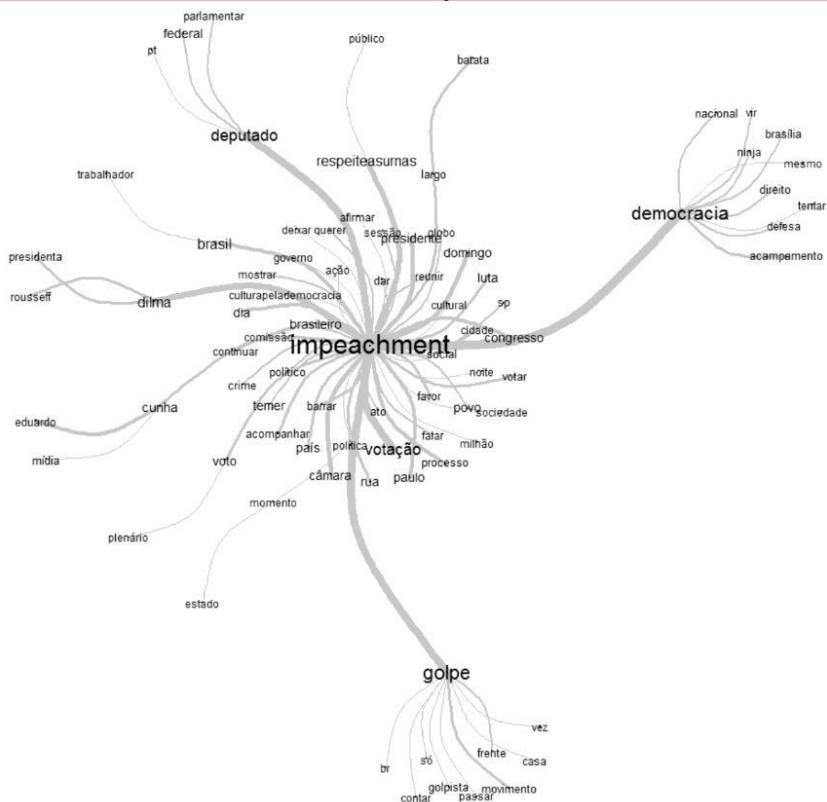 parlamentar
federal
público
pt
batata
nacional
vir
deputado
brasília
ninja
respeiteasurnas
mesmo
trabalhador
largo
direito
tentar
democracia
afirmar
defesa
deixar querer
sessão
globo
presidente
brasil
domingo
acampamento
presidenta
governo
ação
mostrar
dar
luta
rousseff
dilma
culturapelademocracia
cultural
sp
dia
brasileiro
cidade
comissão
impeachment
congresso
continuar
social
político
noite
votar
crime
favor
eduardo
cunha
temer
barrar
ato
povo
sociedade
acompanhar
falar
mídia
país
política
votação
milhão
voto
processo
câmara
rua
paulo
momento
plenário
estado
golpe
vez
frente
casa
só
br
golpista
movimento
contar
passar